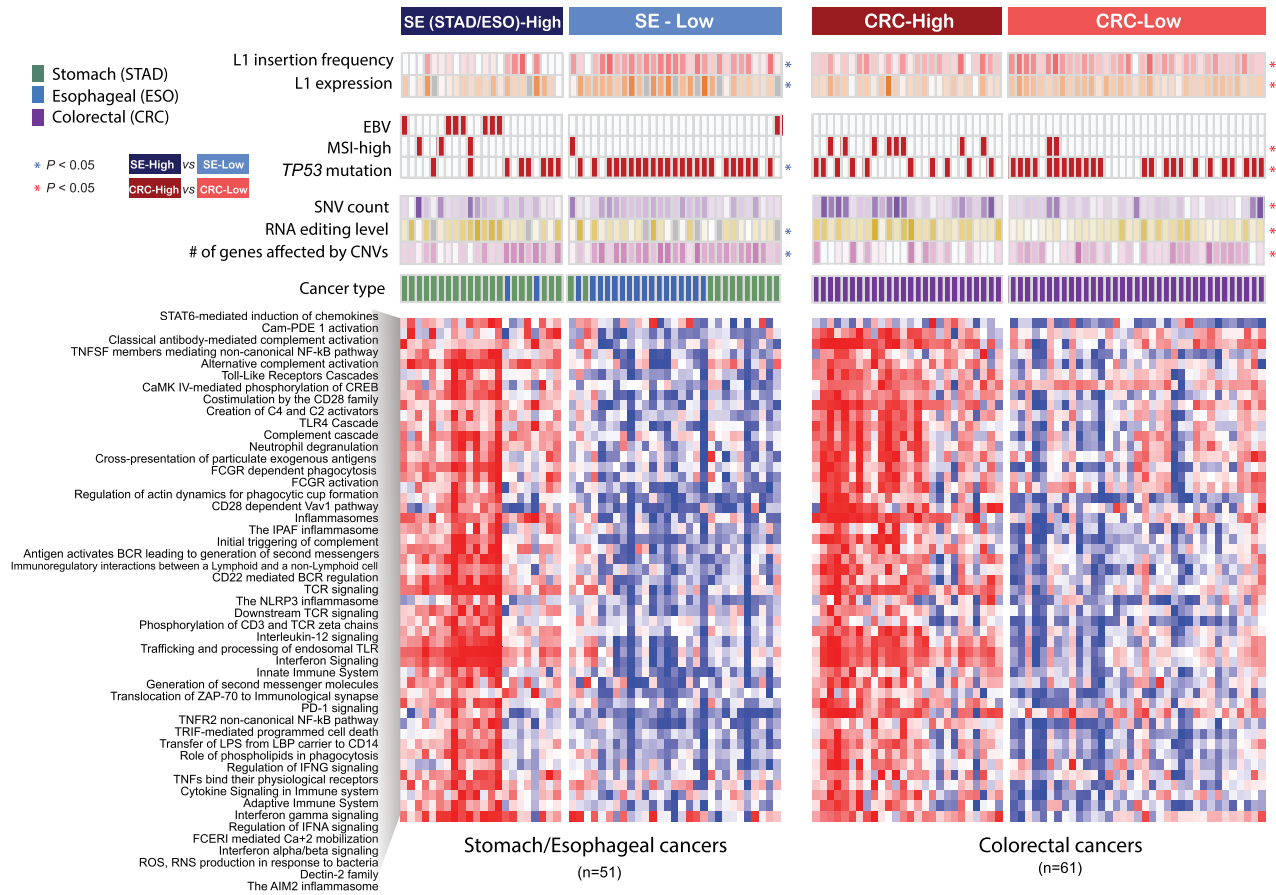 SE (STAD/ESO)-High
SE - Low
CRC-High
CRC-Low
L1 insertion frequency
*
*
L1 expression
*
*
Stomach (STAD)
Esophageal (ESO)
Colorectal (CRC)
EBV
MSI-high
*
TP53 mutation
*
* P < 0.05 SE-High vs SE-Low
* P < 0.05 CRC-High vs CRC-Low
SNV count
*
RNA editing level
*
*
# of genes affected by CNVs
*
*
Cancer type
STAT6-mediated induction of chemokines
Cam-PDE 1 activation
Classical antibody-mediated complement activation
TNFSF members mediating non-canonical NF-kB pathway
Alternative complement activation
Toll-Like Receptors Cascades
CaMK IV-mediated phosphorylation of CREB
Costimulation by the CD28 family
Creation of C4 and C2 activators
TLR4 Cascade
Complement cascade
Neutrophil degranulation
Cross-presentation of particulate exogenous antigens
FCGR dependent phagocytosis
FCGR activation
Regulation of actin dynamics for phagocytic cup formation
CD28 dependent Vav1 pathway
Inflammasomes
The IPAF inflammasome
Initial triggering of complement
Antigen activates BCR leading to generation of second messengers
Immunoregulatory interactions between a Lymphoid and a non-Lymphoid cell
CD22 mediated BCR regulation
TCR signaling
The NLRP3 inflammasome
Downstream TCR signaling
Phosphorylation of CD3 and TCR zeta chains
Interleukin-12 signaling
Trafficking and processing of endosomal TLR
Interferon Signaling
Innate Immune System
Generation of second messenger molecules
Translocation of ZAP-70 to Immunological synapse
PD-1 signaling
TNFR2 non-canonical NF-kB pathway
TRIF-mediated programmed cell death
Transfer of LPS from LBP carrier to CD14
Role of phospholipids in phagocytosis
Regulation of IFNG signaling
TNFs bind their physiological receptors
Cytokine Signaling in Immune system
Adaptive Immune System
Interferon gamma signaling
Regulation of IFNA signaling
FCERI mediated Ca+2 mobilization
Interferon alpha/beta signaling
ROS, RNS production in response to bacteria
Dectin-2 family
The AIM2 inflammasome
Stomach/Esophageal cancers
(n=51)
Colorectal cancers
(n=61)